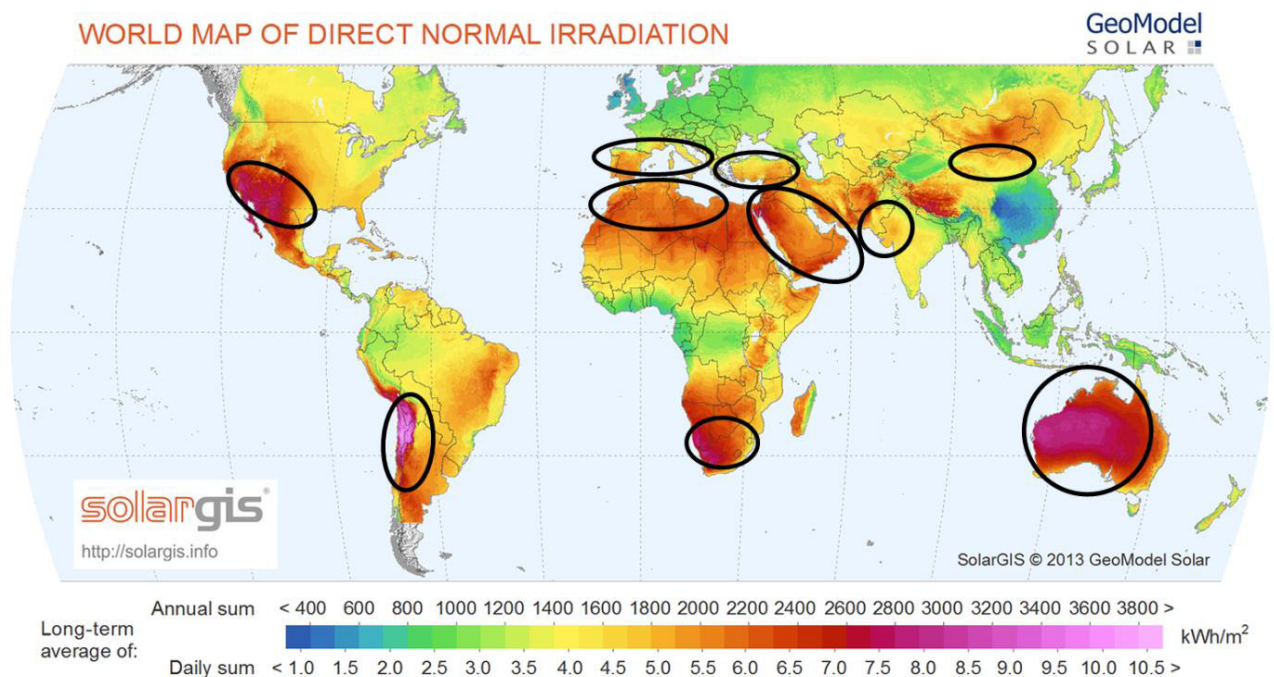 WORLD MAP OF DIRECT NORMAL IRRADIATION
GeoModel
SOLAR
solargis®
http://solargis.info
SolarGIS © 2013 GeoModel Solar
Annual sum < 400 600 800 1000 1200 1400 1600 1800 2000 2200 2400 2600 2800 3000 3200 3400 3600 3800 >
Long-term
average of:
kWh/m²
Daily sum < 1.0 1.5 2.0 2.5 3.0 3.5 4.0 4.5 5.0 5.5 6.0 6.5 7.0 7.5 8.0 8.5 9.0 9.5 10.0 10.5 >